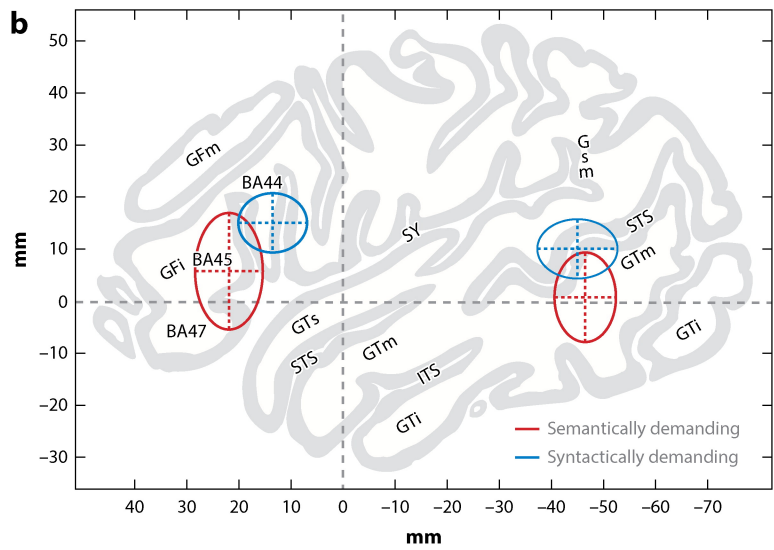 b
50
40
30
20
10
0
−10
−20
−30
mm
GFm
BA44
G
s
m
STS
SY
GTm
GFi
BA45
BA47
GTs
STS
GTm
ITS
GTi
GTi
Semantically demanding
Syntactically demanding
40 30 20 10 0 −10 −20 −30 −40 −50 −60 −70
mm